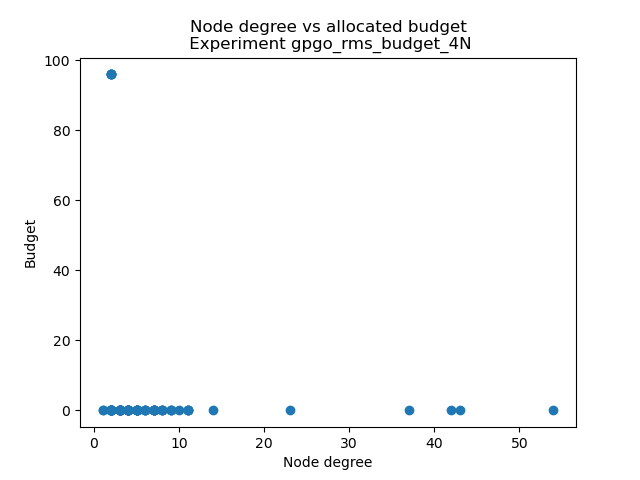 Node degree vs allocated budget
Experiment gpgo_rms_budget_4N
100
80
60
40
20
0
Budget
0 10 20 30 40 50
Node degree